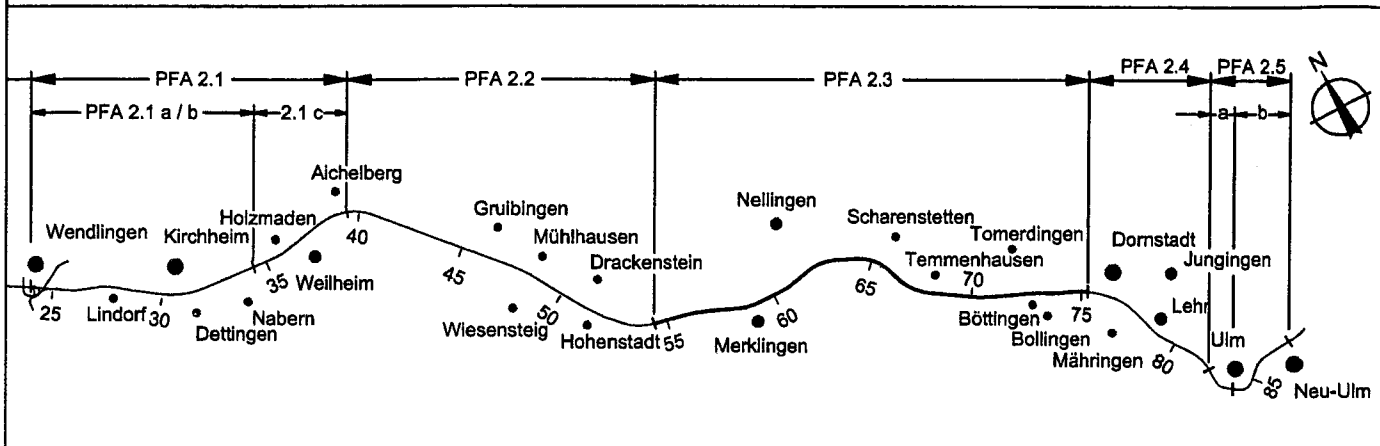 PFA 2.1
PFA 2.2
PFA 2.3
PFA 2.4
PFA 2.5
N
PFA 2.1 a / b
2.1 c
a
b
Aichelberg
Holzmaden
Wendlingen
Kirchheim
Weilheim
Lindorf
Dettingen
Nabern
Gruibingen
Mühlhausen
Drackenstein
Wiesensteig
Hohenstadt
Nellingen
Merklingen
Scharenstetten
Temmenhausen
Tomerdingen
Böttingen
Bollingen
Mähringen
Dornstadt
Jungingen
Lehr
Ulm
Neu-Ulm
25
30
35
40
45
50
55
60
65
70
75
80
85